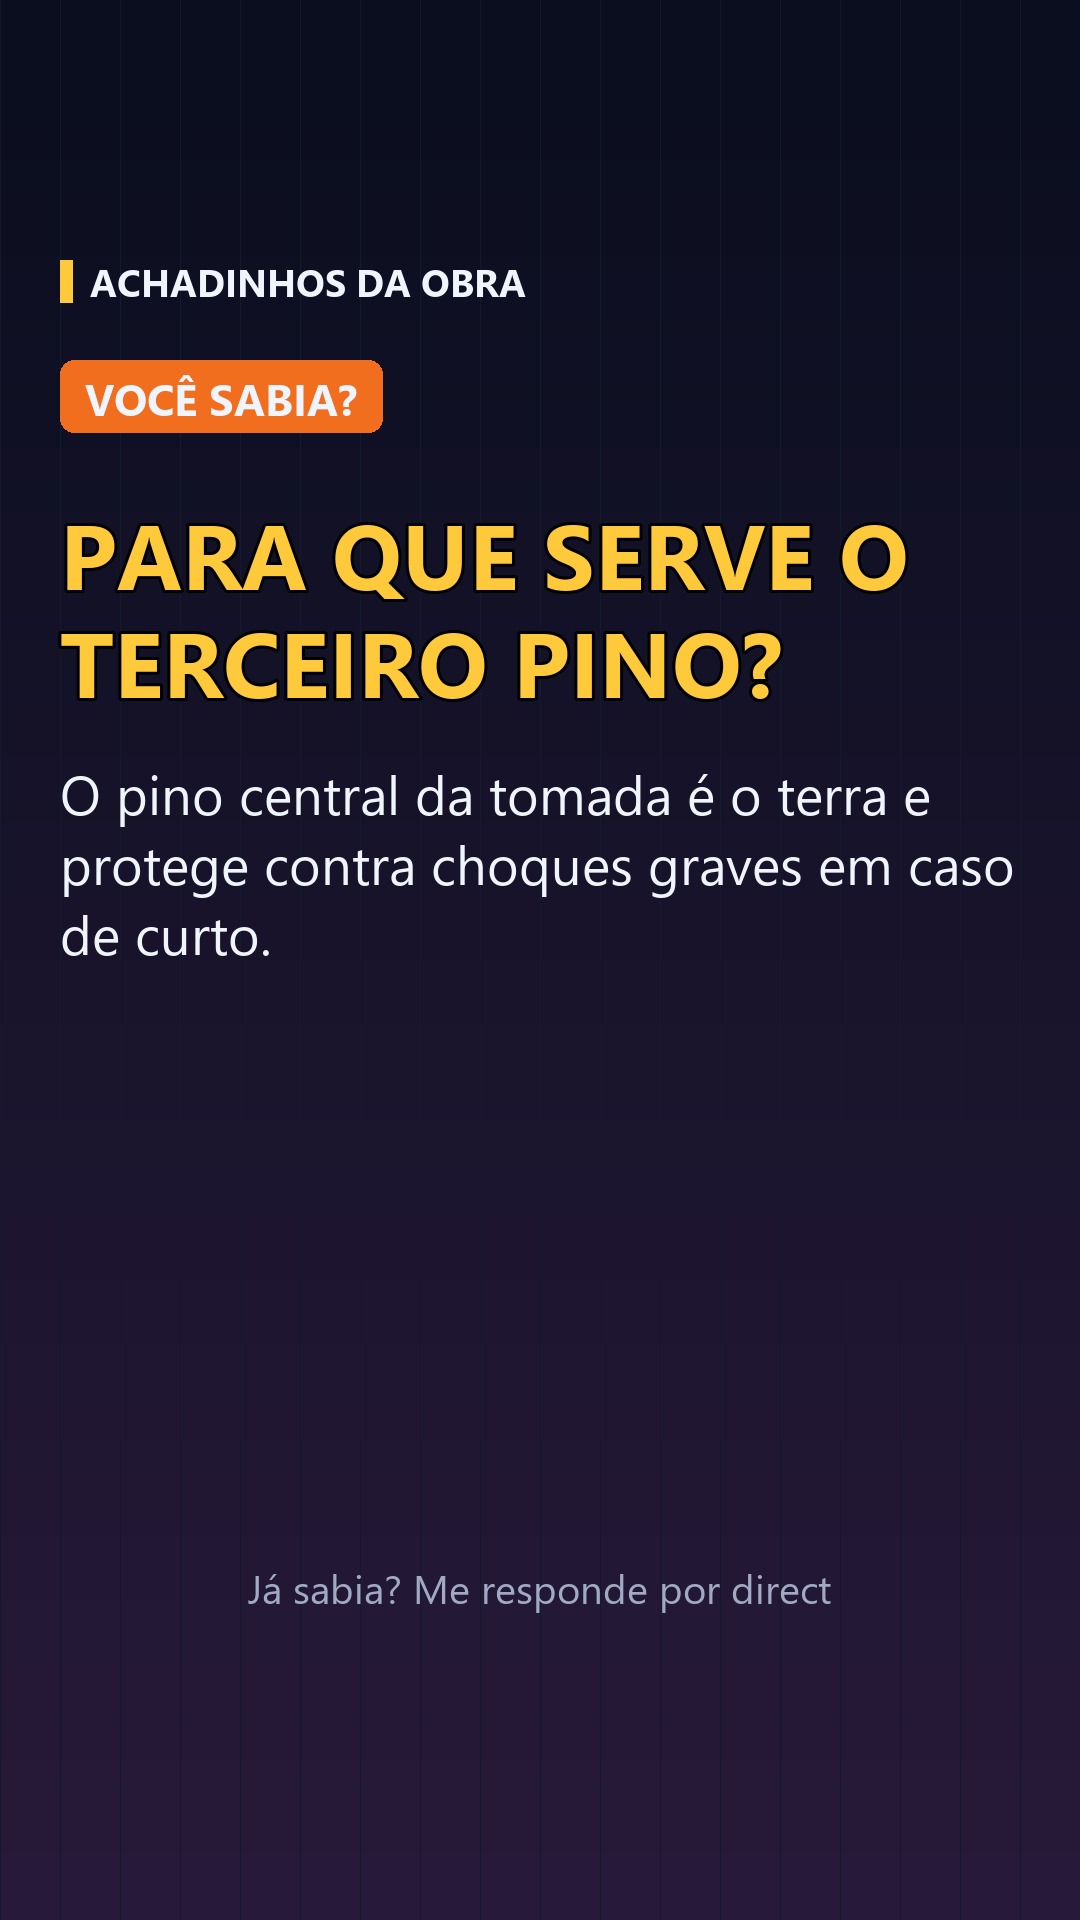 ACHADINHOS DA OBRA
VOCÊ SABIA?
PARA QUE SERVE O
TERCEIRO PINO?
O pino central da tomada é o terra e
protege contra choques graves em caso
de curto.
Já sabia? Me responde por direct